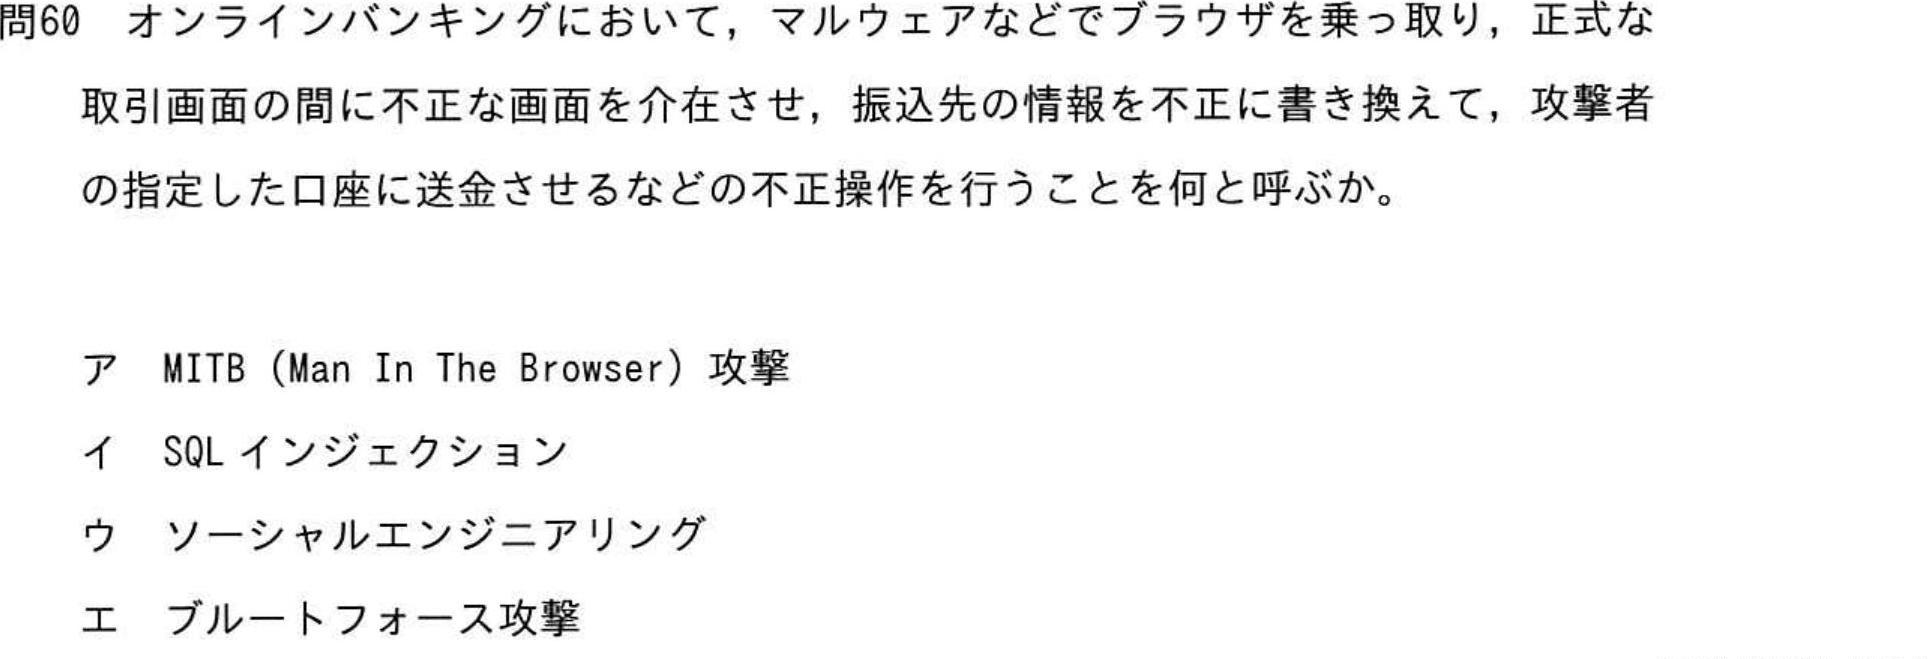 問60　オンラインバンキングにおいて，マルウェアなどでブラウザを乗っ取り，正式な
取引画面の間に不正な画面を介在させ，振込先の情報を不正に書き換えて，攻撃者
の指定した口座に送金させるなどの不正操作を行うことを何と呼ぶか。
ア　MITB (Man In The Browser) 攻撃
イ　SQL インジェクション
ウ　ソーシャルエンジニアリング
エ　ブルートフォース攻撃